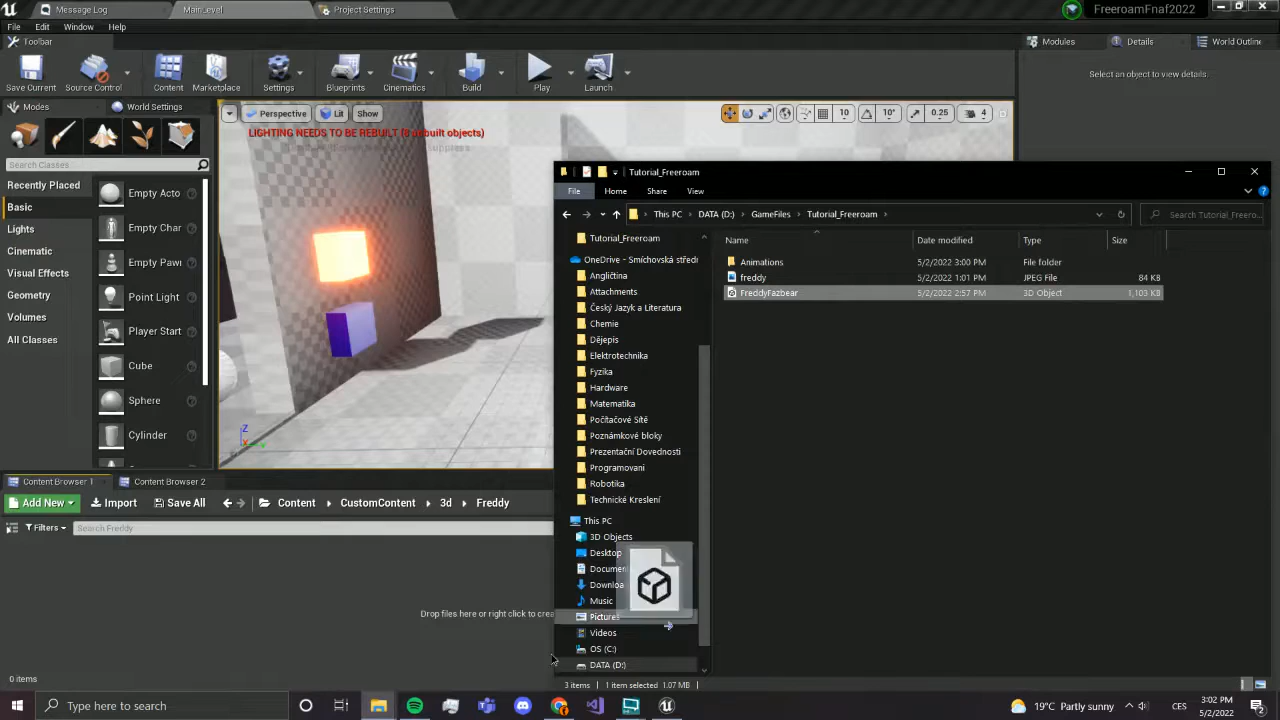 Message Log
MainLevel
Project Settings
FreeroamFnaf2022
File Edit Window Help
Toolbar
Modules
Details
World Outline
Save Current
Source Control
Content
Marketplace
Settings
Blueprints
Cinematics
Build
Play
Launch
Select an object to view details.
Modes
World Settings
Perspective
Lit
Show
10
10°
0.25
4
LIGHTING NEEDS TO BE REBUILT (8 unbuilt objects)
Search Classes
Recently Placed
Basic
Lights
Cinematic
Visual Effects
Geometry
Volumes
All Classes
Empty Acto
Empty Char
Empty Pawi
Point Light
Player Start
Cube
Sphere
Cylinder
Z
Tutorial_Freeroam
File Home Share View
This PC
DATA (D:)
GameFiles
Tutorial_Freeroam
Search Tutorial_Freero...
Name Date modified Type Size
Animations 5/2/2022 3:00 PM File folder
freddy 5/2/2022 1:01 PM JPEG File 84 KB
FreddyFazbear 5/2/2022 2:57 PM 3D Object 1,103 KB
Tutorial_Freeroam
OneDrive - Smíchovská středn
Angličtina
Attachments
Český Jazyk a Literatura
Chemie
Dějepis
Elektrotechnika
Fyzika
Hardware
Matematika
Počítačové Sítě
Poznámkové bloky
Prezentační Dovednosti
Programovani
Robotika
Technické Kreslení
This PC
3D Objects
Desktop
Documen
Downloa
Music
Pictures
Videos
OS (C:)
DATA (D:)
3 items 1 item selected 1.07 MB
Content Browser 1
Content Browser 2
Add New
Import
Save All
Content
CustomContent
3d
Freddy
Filters
Search Freddy
Drop files here or right click to crea
0 items
Type here to search
19°C Partly sunny
CES
3:02 PM
5/2/2022